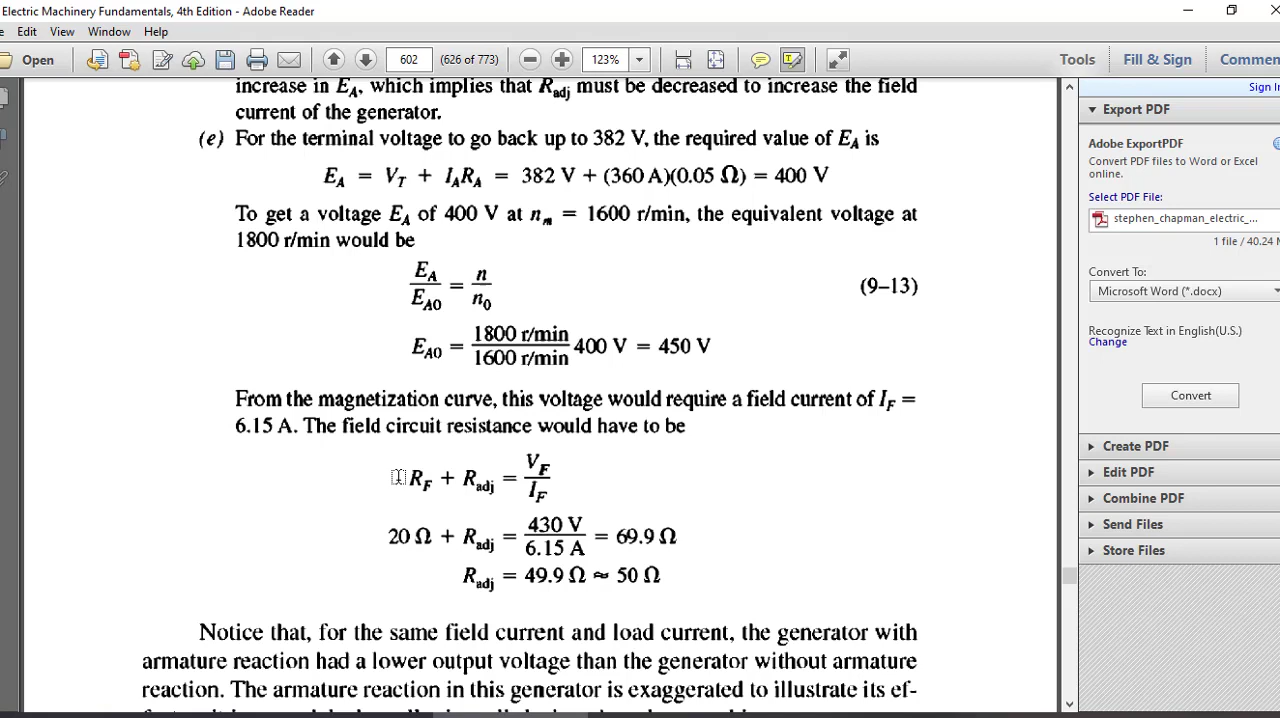 Electric Machinery Fundamentals, 4th Edition - Adobe Reader
Edit View Window Help
Open 602 (626 of 773) 123% Tools Fill & Sign
Sign
increase in E_A, which implies that R_adj must be decreased to increase the field
current of the generator.
(e) For the terminal voltage to go back up to 382 V, the required value of E_A is
E_A = V_T + I_A R_A = 382 V + (360 A)(0.05 Ω) = 400 V
To get a voltage E_A of 400 V at n_m = 1600 r/min, the equivalent voltage at
1800 r/min would be
E_A/E_A0 = n/n_0 (9–13)
E_A0 = 1800 r/min / 1600 r/min 400 V = 450 V
From the magnetization curve, this voltage would require a field current of I_F =
6.15 A. The field circuit resistance would have to be
R_F + R_adj = V_F/I_F
20 Ω + R_adj = 430 V / 6.15 A = 69.9 Ω
R_adj = 49.9 Ω ≈ 50 Ω
Notice that, for the same field current and load current, the generator with
armature reaction had a lower output voltage than the generator without armature
reaction. The armature reaction in this generator is exaggerated to illustrate its ef-
Export PDF
Adobe ExportPDF
Convert PDF files to Word or Excel
online.
Select PDF File:
stephen_chapman_electric_...
1 file / 40.24
Convert To:
Microsoft Word (*.docx)
Recognize Text in English(U.S.)
Change
Convert
Create PDF
Edit PDF
Combine PDF
Send Files
Store Files